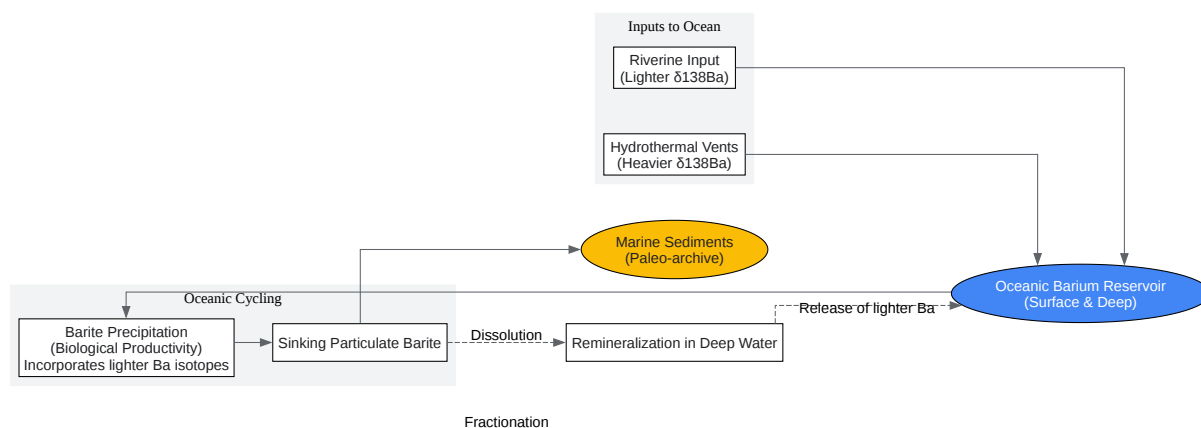 Inputs to Ocean
Riverine Input
(Lighter δ138Ba)
Hydrothermal Vents
(Heavier δ138Ba)
Marine Sediments
(Paleo-archive)
Oceanic Barium Reservoir
(Surface & Deep)
Oceanic Cycling
Barite Precipitation
(Biological Productivity)
Incorporates lighter Ba isotopes
Sinking Particulate Barite
Dissolution
Remineralization in Deep Water
Release of lighter Ba
Fractionation